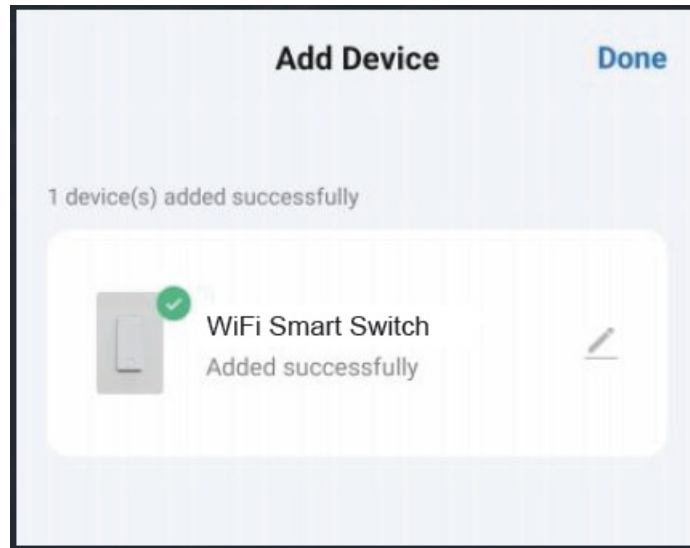 Add Device
Done
1 device(s) added successfully
WiFi Smart Switch
Added successfully